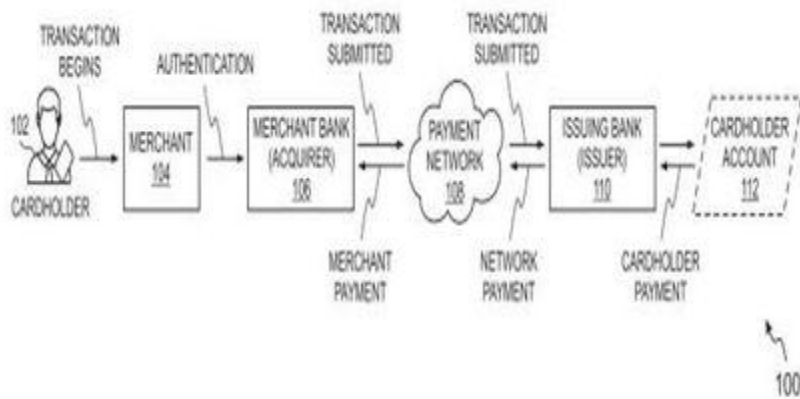 TRANSACTION
BEGINS
AUTHENTICATION
TRANSACTION
SUBMITTED
TRANSACTION
SUBMITTED
102
CARDHOLDER
MERCHANT
104
MERCHANT BANK
(ACQUIRER)
106
PAYMENT
NETWORK
108
ISSUING BANK
(ISSUER)
110
CARDHOLDER
ACCOUNT
112
MERCHANT
PAYMENT
NETWORK
PAYMENT
CARDHOLDER
PAYMENT
100